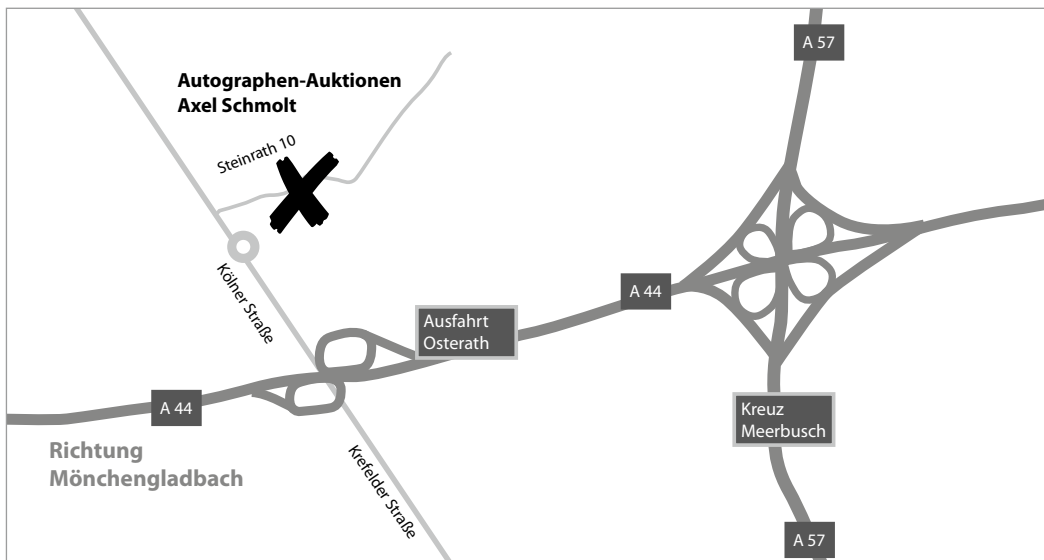 A 57
Autographen-Auktionen
Axel Schmolt
Steinrath 10
Kölner Straße
A 44
Ausfahrt
Osterath
A 44
Kreuz
Meerbusch
Richtung
Mönchengladbach
Krefelder Straße
A 57